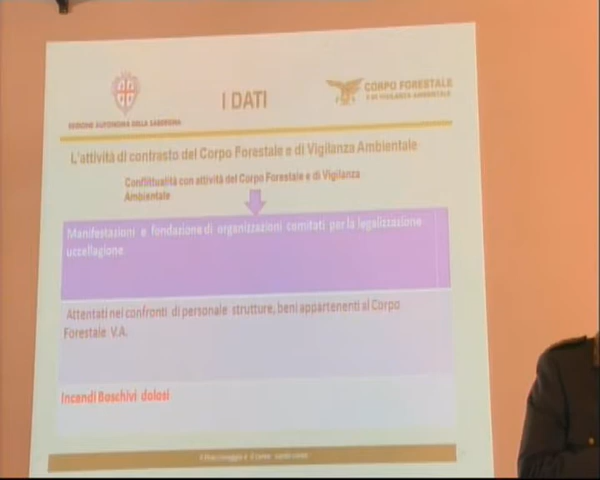 I DATI
CORPO FORESTALE
E DI VIGILANZA AMBIENTALE
REGIONE AUTONOMA DELLA SARDEGNA
L'attività di contrasto del Corpo Forestale e di Vigilanza Ambientale
Conflittualità con attività del Corpo Forestale e di Vigilanza
Ambientale
Manifestazioni e fondazione di organizzazioni comitati per la legalizzazione
uccellagione.
Attentati nei confronti di personale strutture, beni appartenenti al Corpo
Forestale V.A.
Incendi Boschivi dolosi